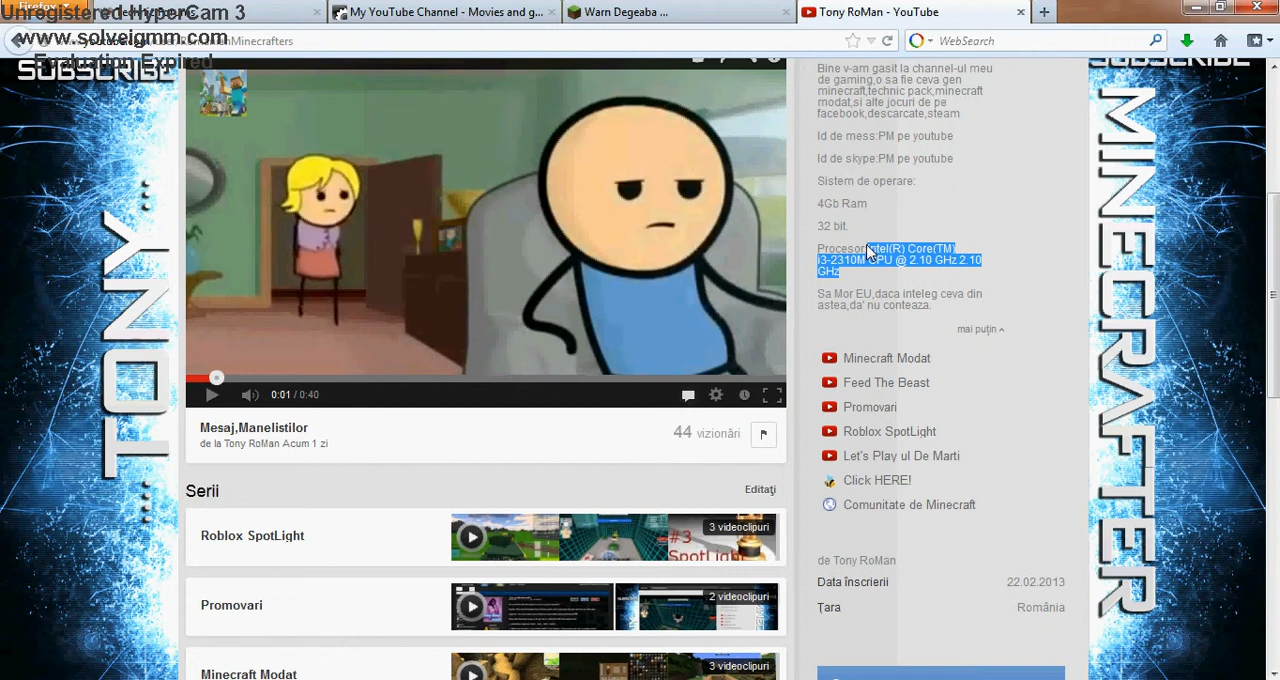 Firefox
Unregistered HyperCam 3
My YouTube Channel - Movies and g...
Warn Degeaba ...
Tony RoMan - YouTube
www.solveigmm.com
Minecrafters
WebSearch
Evaluation Expired
SUBSCRIBE
SUBSCRIBE
Bine v-am gasit la channel-ul meu
de gaming,o sa fie ceva gen
minecraft,technic pack,minecraft
modat,si alte jocuri de pe
facebook,descarcate,steam
Id de mess:PM pe youtube
Id de skype:PM pe youtube
Sistem de operare:
4Gb Ram
32 bit.
Procesor:Intel(R) Core(TM)
i3-2310M CPU @ 2.10 GHz 2.10
GHz
Sa Mor EU,daca inteleg ceva din
astea,da' nu conteaza.
mai puțin
Minecraft Modat
Feed The Beast
Promovari
Roblox SpotLight
Let's Play ul De Marti
Click HERE!
Comunitate de Minecraft
de Tony RoMan
Data înscrierii 22.02.2013
Țara România
0:01 / 0:40
Mesaj,Manelistilor
de la Tony RoMan Acum 1 zi
44 vizionări
Serii
Editați
Roblox SpotLight
3 videoclipuri
#3
SpotLight
Promovari
2 videoclipuri
Minecraft Modat
3 videoclipuri
...TONY...
MINECRAFTER